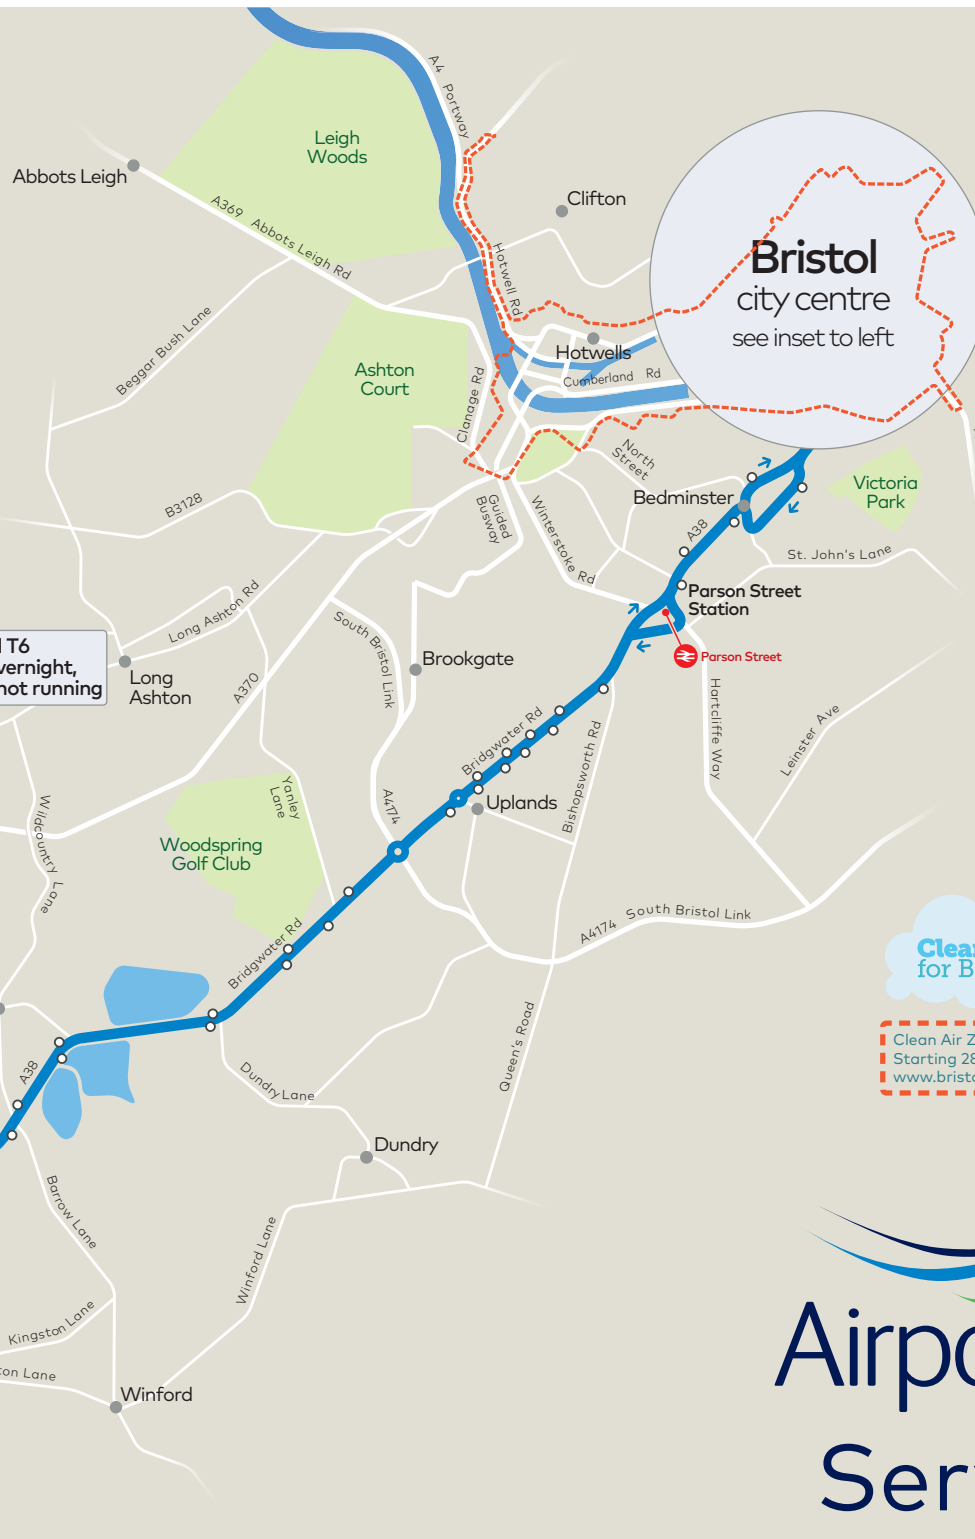 A4 Portway
Leigh
Woods
Abbots Leigh
A369 Abbots Leigh Rd
Clifton
Hotwell Rd
Bristol
city centre
see inset to left
Beggar Bush Lane
Ashton
Court
Hotwells
Cumberland Rd
Clanage Rd
North
Street
Victoria
Park
Bedminster
B3128
Guided
Busway
Winterstoke Rd
A38
St. John's Lane
Parson Street
Station
Long Ashton Rd
South Bristol Link
T6
vernight,
not running
Long
Ashton
Brookgate
Parson Street
A370
Hartcliffe Way
Leinster Ave
Bridgwater Rd
Bishopsworth Rd
Yanley
Lane
A4174
Uplands
Wildcountry Lane
Woodspring
Golf Club
A4174 South Bristol Link
Bridgwater Rd
Clea
for B
Queen's Road
Clean Air Z
Starting 28
www.brist
A38
Dundry Lane
Dundry
Barrow Lane
Winford Lane
Kingston Lane
ton Lane
Winford
Airpo
Ser